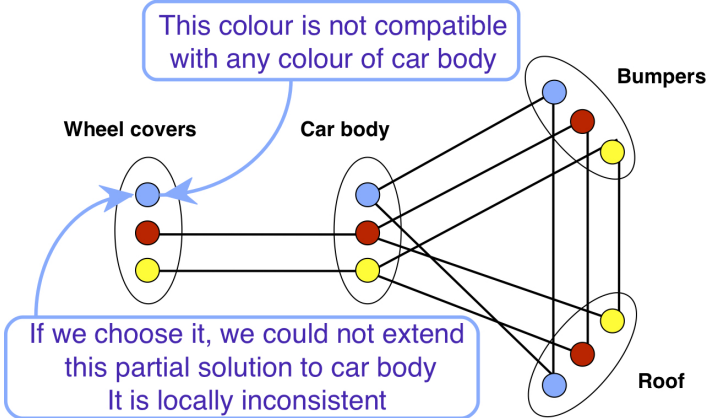 This colour is not compatible
with any colour of car body
Bumpers
Wheel covers
Car body
If we choose it, we could not extend
this partial solution to car body
It is locally inconsistent
Roof